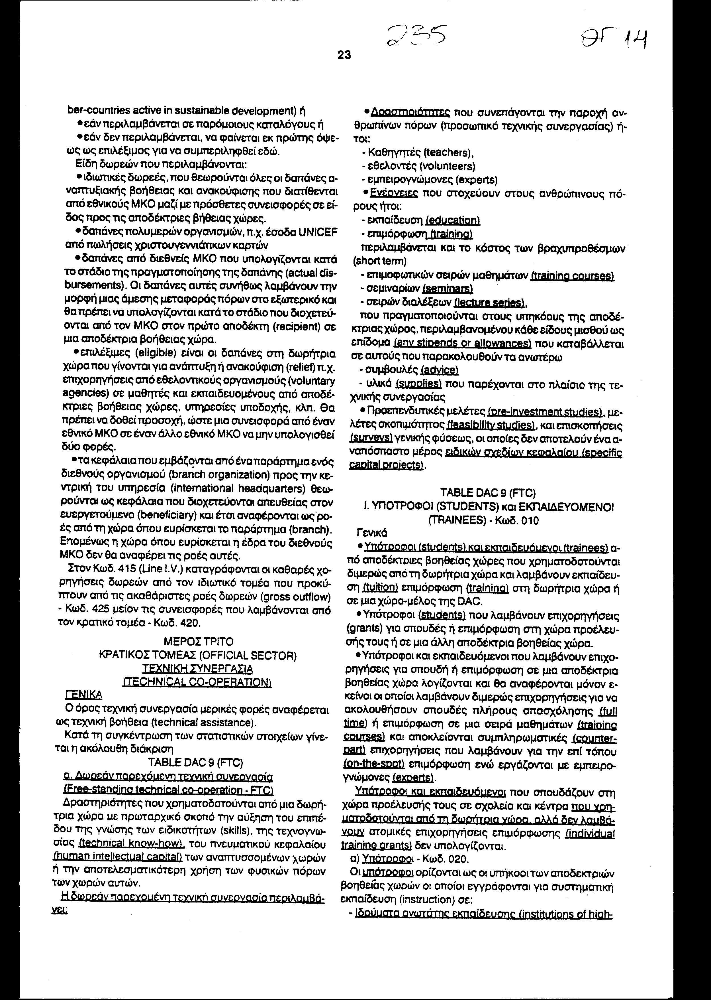 235
θΓ 14
23
ber-countries active in sustainable development) ή
•εάν περιλαμβάνεται σε παρόμοιους καταλόγους ή
•εάν δεν περιλαμβάνεται, να φαίνεται εκ πρώτης όψε-
ως ως επιλέξιμος για να συμπεριληφθεί εδώ.
Είδη δωρεών που περιλαμβάνονται:
•ιδιωτικές δωρεές, που θεωρούνται όλες οι δαπάνες α-
ναπτυξιακής βοήθειας και ανακούφισης που διατίθενται
από εθνικούς ΜΚΟ μαζί με πρόσθετες συνεισφορές σε εί-
δος προς τις αποδέκτριες βήθειας χώρες.
•δαπάνες πολυμερών οργανισμών, π.χ. έσοδα UNICEF
από πωλήσεις χριστουγεννιάτικων καρτών
•δαπάνες από διεθνείς ΜΚΟ που υπολογίζονται κατά
το στάδιο της πραγματοποίησης της δαπάνης (actual dis-
bursements). Οι δαπάνες αυτές συνήθως λαμβάνουν την
μορφή μιας άμεσης μεταφοράς πόρων στο εξωτερικό και
θα πρέπει να υπολογίζονται κατά το στάδιο που διοχετεύ-
ονται από τον ΜΚΟ στον πρώτο αποδέκτη (recipient) σε
μια αποδέκτρια βοήθειας χώρα.
•επιλέξιμες (eligible) είναι οι δαπάνες στη δωρήτρια
χώρα που γίνονται για ανάπτυξη ή ανακούφιση (relief) π.χ.
επιχορηγήσεις από εθελοντικούς οργανισμούς (voluntary
agencies) σε μαθητές και εκπαιδευομένους από αποδέ-
κτριες βοήθειας χώρες, υπηρεσίες υποδοχής, κλπ. Θα
πρέπει να δοθεί προσοχή, ώστε μια συνεισφορά από έναν
εθνικό ΜΚΟ σε έναν άλλο εθνικό ΜΚΟ να μην υπολογισθεί
δύο φορές.
•τα κεφάλαια που εμβάζονται από ένα παράρτημα ενός
διεθνούς οργανισμού (branch organization) προς την κε-
ντρική του υπηρεσία (international headquarters) θεω-
ρούνται ως κεφάλαια που διοχετεύονται απευθείας στον
ευεργετούμενο (beneficiary) και έτσι αναφέρονται ως ρο-
ές από τη χώρα όπου ευρίσκεται το παράρτημα (branch).
Επομένως η χώρα όπου ευρίσκεται η έδρα του διεθνούς
ΜΚΟ δεν θα αναφέρει τις ροές αυτές.
Στον Κωδ. 415 (Line I.V.) καταγράφονται οι καθαρές χο-
ρηγήσεις δωρεών από τον ιδιωτικό τομέα που προκύ-
πτουν από τις ακαθάριστες ροές δωρεών (gross outflow)
- Κωδ. 425 μείον τις συνεισφορές που λαμβάνονται από
τον κρατικό τομέα - Κωδ. 420.
ΜΕΡΟΣ ΤΡΙΤΟ
ΚΡΑΤΙΚΟΣ ΤΟΜΕΑΣ (OFFICIAL SECTOR)
ΤΕΧΝΙΚΗ ΣΥΝΕΡΓΑΣΙΑ
(TECHNICAL CO-OPERATION)
ΓΕΝΙΚΑ
Ο όρος τεχνική συνεργασία μερικές φορές αναφέρεται
ως τεχνική βοήθεια (technical assistance).
Κατά τη συγκέντρωση των στατιστικών στοιχείων γίνε-
ται η ακόλουθη διάκριση
TABLE DAC 9 (FTC)
α. Δωρεάν παρεχόμενη τεχνική συνεργασία
(Free-standing technical co-operation - FTC)
Δραστηριότητες που χρηματοδοτούνται από μια δωρή-
τρια χώρα με πρωταρχικό σκοπό την αύξηση του επιπέ-
δου της γνώσης των ειδικοτήτων (skills), της τεχνογνω-
σίας (technical know-how), του πνευματικού κεφαλαίου
(human intellectual capital) των αναπτυσσομένων χωρών
ή την αποτελεσματικότερη χρήση των φυσικών πόρων
των χωρών αυτών.
Η δωρεάν παρεχομένη τεχνική συνεργασία περιλαμβά-
νει:
•Δραστηριότητες που συνεπάγονται την παροχή αν-
θρωπίνων πόρων (προσωπικό τεχνικής συνεργασίας) ή-
τοι:
- Καθηγητές (teachers),
- εθελοντές (volunteers)
- εμπειρογνώμονες (experts)
•Ενέργειες που στοχεύουν στους ανθρώπινους πό-
ρους ήτοι:
- εκπαίδευση (education)
- επιμόρφωση (training)
περιλαμβάνεται και το κόστος των βραχυπροθέσμων
(short term)
- επιμοφωτικών σειρών μαθημάτων (training courses)
- σεμιναρίων (seminars)
- σειρών διαλέξεων (lecture series),
που πραγματοποιούνται στους υπηκόους της αποδέ-
κτριας χώρας, περιλαμβανομένου κάθε είδους μισθού ως
επίδομα (any stipends or allowances) που καταβάλλεται
σε αυτούς που παρακολουθούν τα ανωτέρω
- συμβουλές (advice)
- υλικά (supplies) που παρέχονται στο πλαίσιο της τε-
χνικής συνεργασίας
•Προεπενδυτικές μελέτες (pre-investment studies), με-
λέτες σκοπιμότητος (feasibility studies), και επισκοπήσεις
(surveys) γενικής φύσεως, οι οποίες δεν αποτελούν ένα α-
ναπόσπαστο μέρος ειδικών σχεδίων κεφαλαίου (specific
capital projects).
TABLE DAC 9 (FTC)
I. ΥΠΟΤΡΟΦΟΙ (STUDENTS) και ΕΚΠΑΙΔΕΥΟΜΕΝΟΙ
(TRAINEES) - Κωδ. 010
Γενικά
•Υπότροφοι (students) και εκπαιδευόμενοι (trainees) α-
πό αποδέκτριες βοηθείας χώρες που χρηματοδοτούνται
διμερώς από τη δωρήτρια χώρα και λαμβάνουν εκπαίδευ-
ση (tuition) επιμόρφωση (training) στη δωρήτρια χώρα ή
σε μια χώρα-μέλος της DAC.
•Υπότροφοι (students) που λαμβάνουν επιχορηγήσεις
(grants) για σπουδές ή επιμόρφωση στη χώρα προέλευ-
σής τους ή σε μια άλλη αποδέκτρια βοηθείας χώρα.
•Υπότροφοι και εκπαιδευόμενοι που λαμβάνουν επιχο-
ρηγήσεις για σπουδή ή επιμόρφωση σε μια αποδέκτρια
βοηθείας χώρα λογίζονται και θα αναφέρονται μόνον ε-
κείνοι οι οποίοι λαμβάνουν διμερώς επιχορηγήσεις για να
ακολουθήσουν σπουδές πλήρους απασχόλησης (full
time) ή επιμόρφωση σε μια σειρά μαθημάτων (training
courses) και αποκλείονται συμπληρωματικές (counter-
part) επιχορηγήσεις που λαμβάνουν για την επί τόπου
(on-the-spot) επιμόρφωση ενώ εργάζονται με εμπειρο-
γνώμονες (experts).
Υπότροφοι και εκπαιδευόμενοι που σπουδάζουν στη
χώρα προέλευσής τους σε σχολεία και κέντρα που χρη-
ματοδοτούνται από τη δωρήτρια χώρα, αλλά δεν λαμβά-
νουν ατομικές επιχορηγήσεις επιμόρφωσης (individual
training grants) δεν υπολογίζονται.
α) Υπότροφοι - Κωδ. 020.
Οι υπότροφοι ορίζονται ως οι υπήκοοι των αποδεκτριών
βοηθείας χωρών οι οποίοι εγγράφονται για συστηματική
εκπαίδευση (instruction) σε:
- Ιδρύματα ανωτάτης εκπαίδευσης (institutions of high-